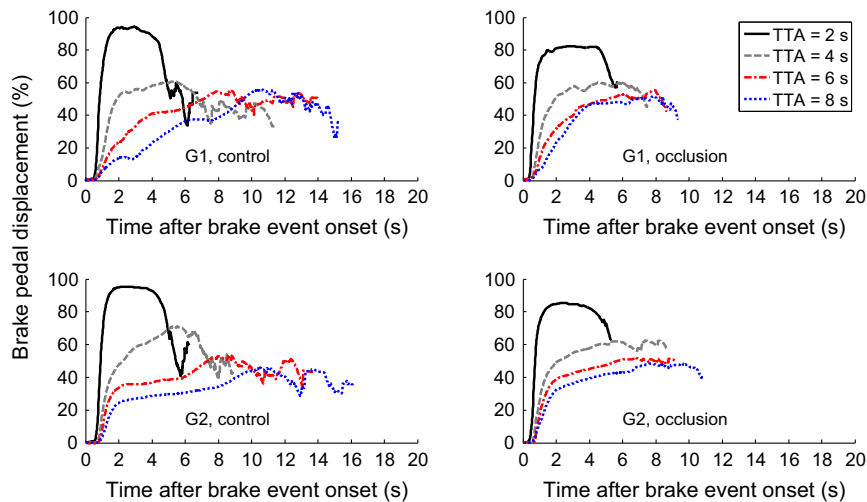 Brake pedal displacement (%)
100
80
60
40
20
0
G1, control
0 2 4 6 8 10 12 14 16 18 20
Time after brake event onset (s)
100
80
60
40
20
0
G1, occlusion
0 2 4 6 8 10 12 14 16 18 20
Time after brake event onset (s)
TTA = 2 s
TTA = 4 s
TTA = 6 s
TTA = 8 s
100
80
60
40
20
0
G2, control
0 2 4 6 8 10 12 14 16 18 20
Time after brake event onset (s)
100
80
60
40
20
0
G2, occlusion
0 2 4 6 8 10 12 14 16 18 20
Time after brake event onset (s)